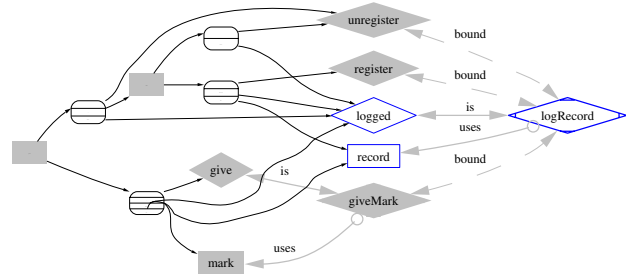 unregister
bound
register
bound
is
logged
logRecord
uses
record
bound
give
is
giveMark
uses
mark